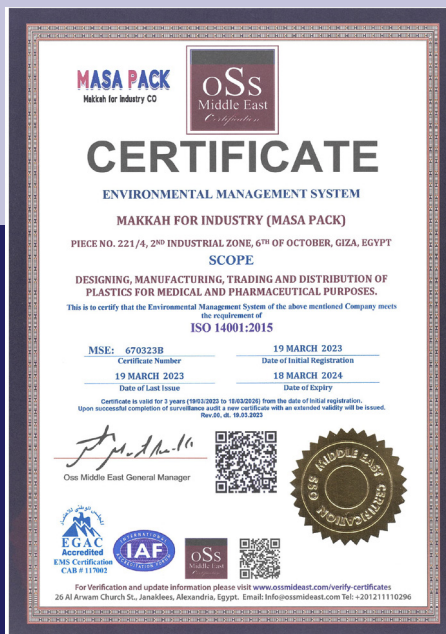 MASA PACK
Makkah for Industry CO
OSS
Middle East
Certification
CERTIFICATE
ENVIRONMENTAL MANAGEMENT SYSTEM
MAKKAH FOR INDUSTRY (MASA PACK)
PIECE NO. 221/4, 2ND INDUSTRIAL ZONE, 6TH OF OCTOBER, GIZA, EGYPT
SCOPE
DESIGNING, MANUFACTURING, TRADING AND DISTRIBUTION OF
PLASTICS FOR MEDICAL AND PHARMACEUTICAL PURPOSES.
This is to certify that the Environmental Management System of the above mentioned Company meets
the requirement of
ISO 14001:2015
MSE: 670323B
Certificate Number
19 MARCH 2023
Date of Initial Registration
19 MARCH 2023
Date of Last Issue
18 MARCH 2024
Date of Expiry
Certificate is valid for 3 years (19/03/2023 to 18/03/2026) from the date of Initial registration.
Upon successful completion of surveillance audit a new certificate with an extended validity will be issued.
Rev.00, dt. 19.03.2023
Oss Middle East General Manager
OSS MIDDLE EAST CERTIFICATION
EGAC
Accredited
EMS Certification
CAB # 117002
INTERNATIONAL
IAF
ACCREDITATION FORUM
OSS
Middle East
For Verification and update information please visit www.ossmideast.com/verify-certificates
26 Al Arwam Church St., Janaklees, Alexandria, Egypt. Email: Info@ossmideast.com Tel: +201211110296